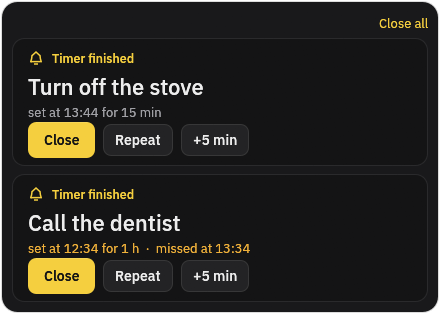 Close all
Timer finished
Turn off the stove
set at 13:44 for 15 min
Close Repeat +5 min
Timer finished
Call the dentist
set at 12:34 for 1 h · missed at 13:34
Close Repeat +5 min